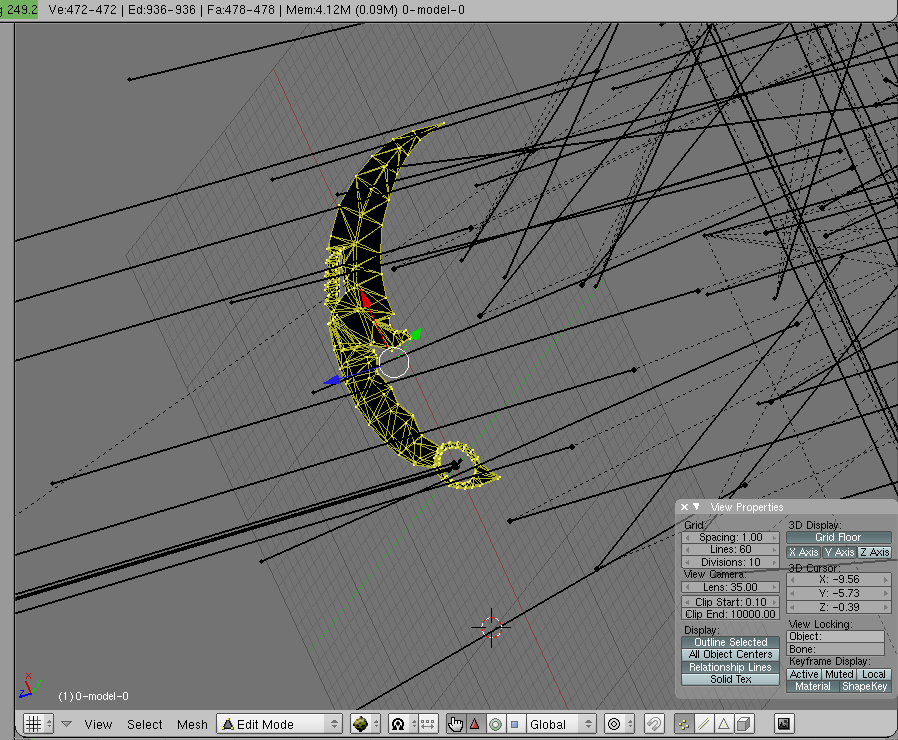 g 249.2 Ve:472-472 | Ed:936-936 | Fa:478-478 | Mem:4.12M (0.09M) 0-model-0
View Properties
Grid:
Spacing: 1.00
Lines: 60
Divisions: 10
View Camera:
Lens: 35.00
Clip Start: 0.10
Clip End: 10000.00
Display:
Outline Selected
All Object Centers
Relationship Lines
Solid Tex
3D Display:
Grid Floor
X Axis Y Axis Z Axis
3D Cursor:
X: -9.56
Y: -5.73
Z: -0.39
View Locking:
Object:
Bone:
Keyframe Display:
Active Muted Local
Material ShapeKey
X
Z
(1) 0-model-0
View Select Mesh Edit Mode Global